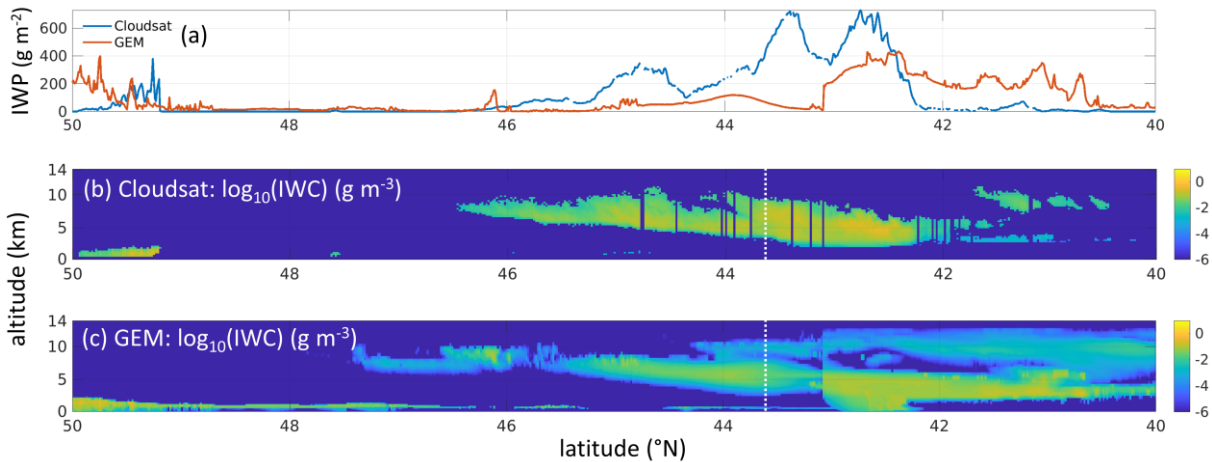 IWP (g m⁻²)
600
400
200
0
Cloudsat
GEM
(a)
50 48 46 44 42 40
altitude (km)
14
10
5
0
(b) Cloudsat: log₁₀(IWC) (g m⁻³)
0
-2
-4
-6
50 48 46 44 42 40
14
10
5
0
(c) GEM: log₁₀(IWC) (g m⁻³)
0
-2
-4
-6
50 48 46 44 42 40
latitude (°N)